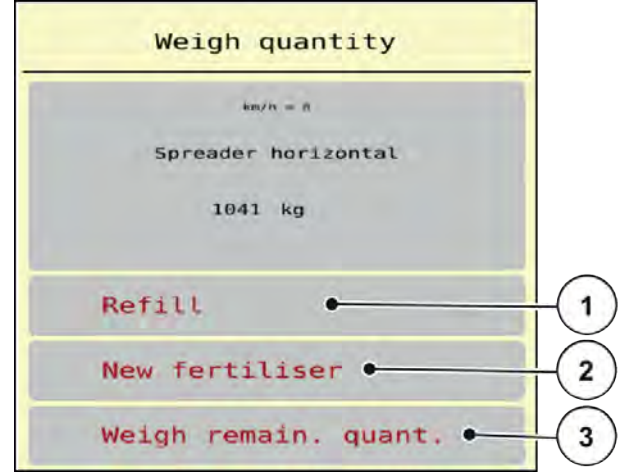 Weigh quantity
km/h = 0
Spreader horizontal
1041 kg
Refill
1
New fertiliser
2
Weigh remain. quant.
3